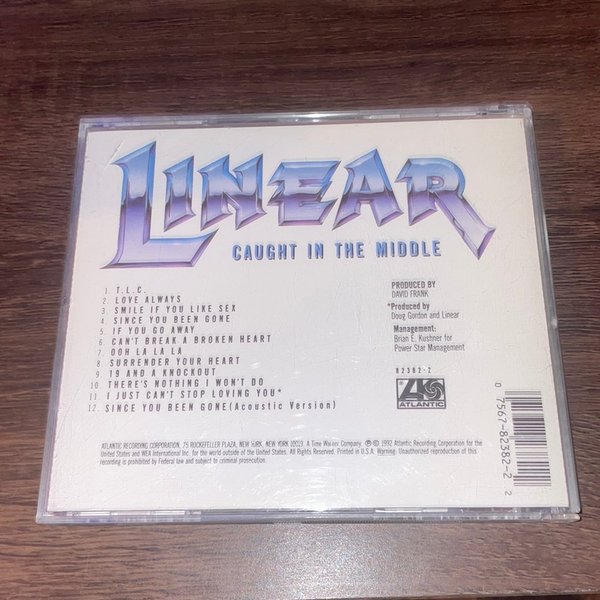 LINEAR
CAUGHT IN THE MIDDLE
1. T.L.C.
2. LOVE ALWAYS
3. SMILE IF YOU LIKE SEX
4. SINCE YOU BEEN GONE
5. IF YOU GO AWAY
6. CAN'T BREAK A BROKEN HEART
7. OOH LA LA LA
8. SURRENDER YOUR HEART
9. 19 AND A KNOCKOUT
10. THERE'S NOTHING I WON'T DO
11. I JUST CAN'T STOP LOVING YOU*
12. SINCE YOU BEEN GONE(Acoustic Version)
PRODUCED BY
DAVID FRANK
*Produced by
Doug Gordon and Linear
Management:
Brian E. Kushner for
Power Star Management
82382-2
ATLANTIC
0 7567-82382-2 2
ATLANTIC RECORDING CORPORATION, 75 ROCKEFELLER PLAZA, NEW YORK, NEW YORK 10019. A Time Warner Company. ℗ © 1992 Atlantic Recording Corporation for the
United States and WEA International Inc. for the world outside of the United States. All Rights Reserved. Printed in U.S.A. Warning: Unauthorized reproduction of this
recording is prohibited by Federal law and subject to criminal prosecution.